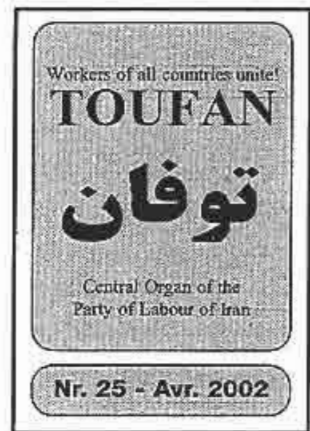 Workers of all countries unite!
TOUFAN
توفان
Central Organ of the
Party of Labour of Iran
Nr. 25 - Avr. 2002